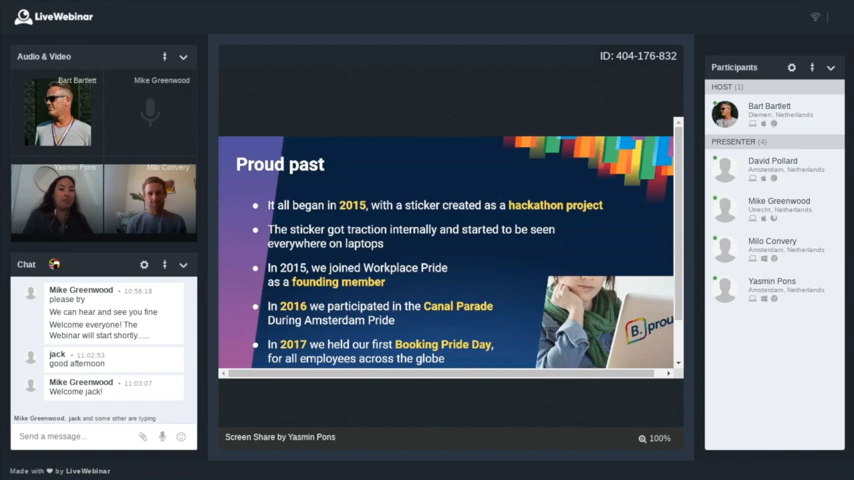 LiveWebinar
Audio & Video
Bart Bartlett
Mike Greenwood
Yasmin Pons
Milo Convery
Chat
Mike Greenwood • 10:56:18
please try
We can hear and see you fine
Welcome everyone! The
Webinar will start shortly.....
jack • 11:02:53
good afternoon
Mike Greenwood • 11:03:07
Welcome jack!
Mike Greenwood, jack and some other are typing
Send a message...
Made with ❤ by LiveWebinar
ID: 404-176-832
Proud past
• It all began in 2015, with a sticker created as a hackathon project
• The sticker got traction internally and started to be seen
everywhere on laptops
• In 2015, we joined Workplace Pride
as a founding member
• In 2016 we participated in the Canal Parade
During Amsterdam Pride
• In 2017 we held our first Booking Pride Day,
for all employees across the globe
B.prou
Screen Share by Yasmin Pons
100%
Participants
HOST (1)
Bart Bartlett
Diemen, Netherlands
PRESENTER (4)
David Pollard
Amsterdam, Netherlands
Mike Greenwood
Utrecht, Netherlands
Milo Convery
Amsterdam, Netherlands
Yasmin Pons
Amsterdam, Netherlands